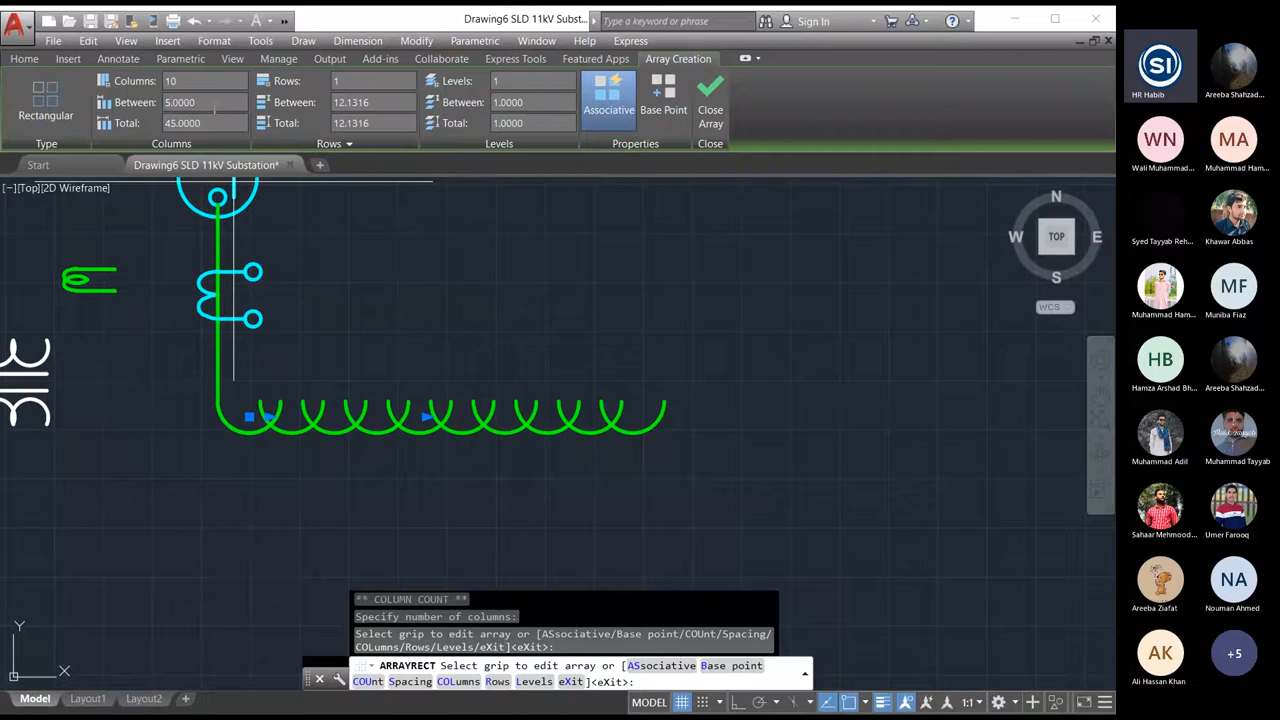 Drawing6 SLD 11kV Subst...
Type a keyword or phrase
Sign In
File Edit View Insert Format Tools Draw Dimension Modify Parametric Window Help Express
Home Insert Annotate Parametric View Manage Output Add-ins Collaborate Express Tools Featured Apps Array Creation
Columns: 10 Rows: 1 Levels: 1
Between: 5.0000 Between: 12.1316 Between: 1.0000
Total: 45.0000 Total: 12.1316 Total: 1.0000
Rectangular Associative Base Point Close Array
Type Columns Rows Levels Properties Close
Start Drawing6 SLD 11kV Substation*
[−][Top][2D Wireframe]
N
W TOP E
S
WCS
** COLUMN COUNT **
Specify number of columns:
Select grip to edit array or [ASsociative/Base point/COUnt/Spacing/
COLumns/Rows/Levels/eXit]<eXit>:
ARRAYRECT Select grip to edit array or [ASsociative Base point
COUnt Spacing COLumns Rows Levels eXit]<eXit>:
Y
X
Model Layout1 Layout2
MODEL 1:1
SI
HR Habib
Areeba Shahzad...
WN
Wali Muhammad...
MA
Muhammad Ham...
Syed Tayyab Reh...
Khawar Abbas
Muhammad Ham...
MF
Muniba Fiaz
HB
Hamza Arshad Bh...
Areeba Shahzad...
Muhammad Adil
Muhammad Tayyab
Sahaar Mehmood...
Umer Farooq
Areeba Ziafat
NA
Nouman Ahmed
AK
Ali Hassan Khan
+5